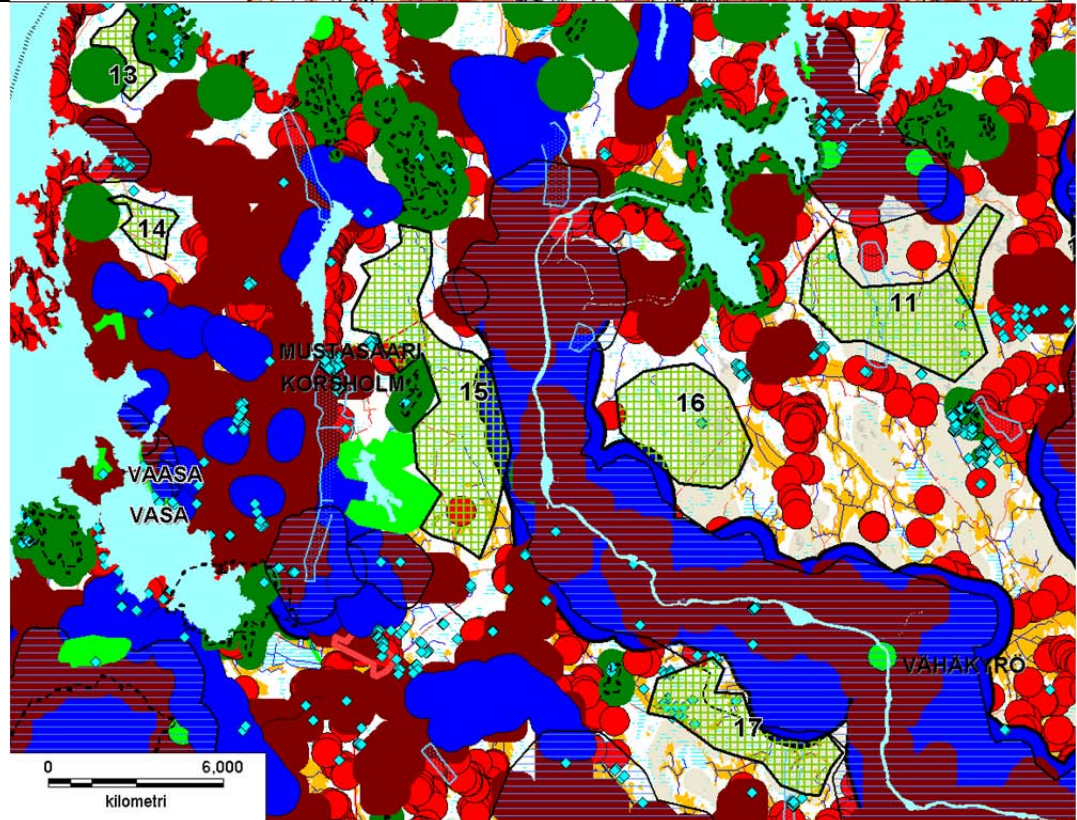 13
14
11
MUSTASAARI
KORSHOLM
15
16
VAASA
VASA
VÄHÄKYRÖ
17
0 6,000
kilometri